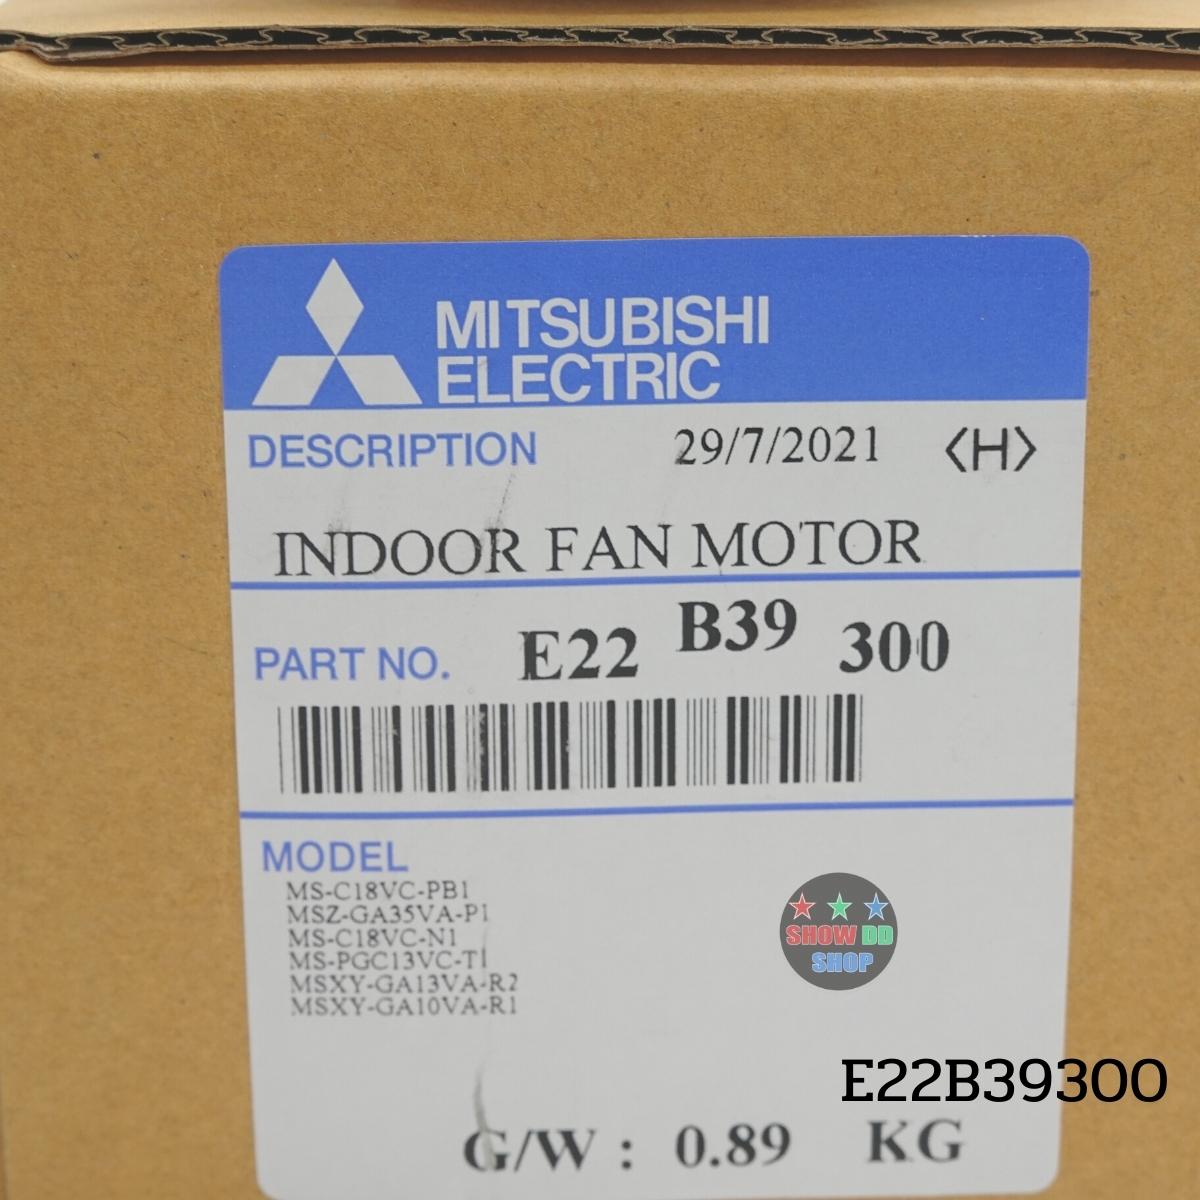 MITSUBISHI
ELECTRIC
DESCRIPTION 29/7/2021 <H>
INDOOR FAN MOTOR
PART NO. E22 B39 300
MODEL
MS-C18VC-PB1
MSZ-GA35VA-P1
MS-C18VC-N1
MS-PGC13VC-T1
MSXY-GA13VA-R2
MSXY-GA10VA-R1
SHOW DD
SHOP
E22B39300
G/W : 0.89 KG